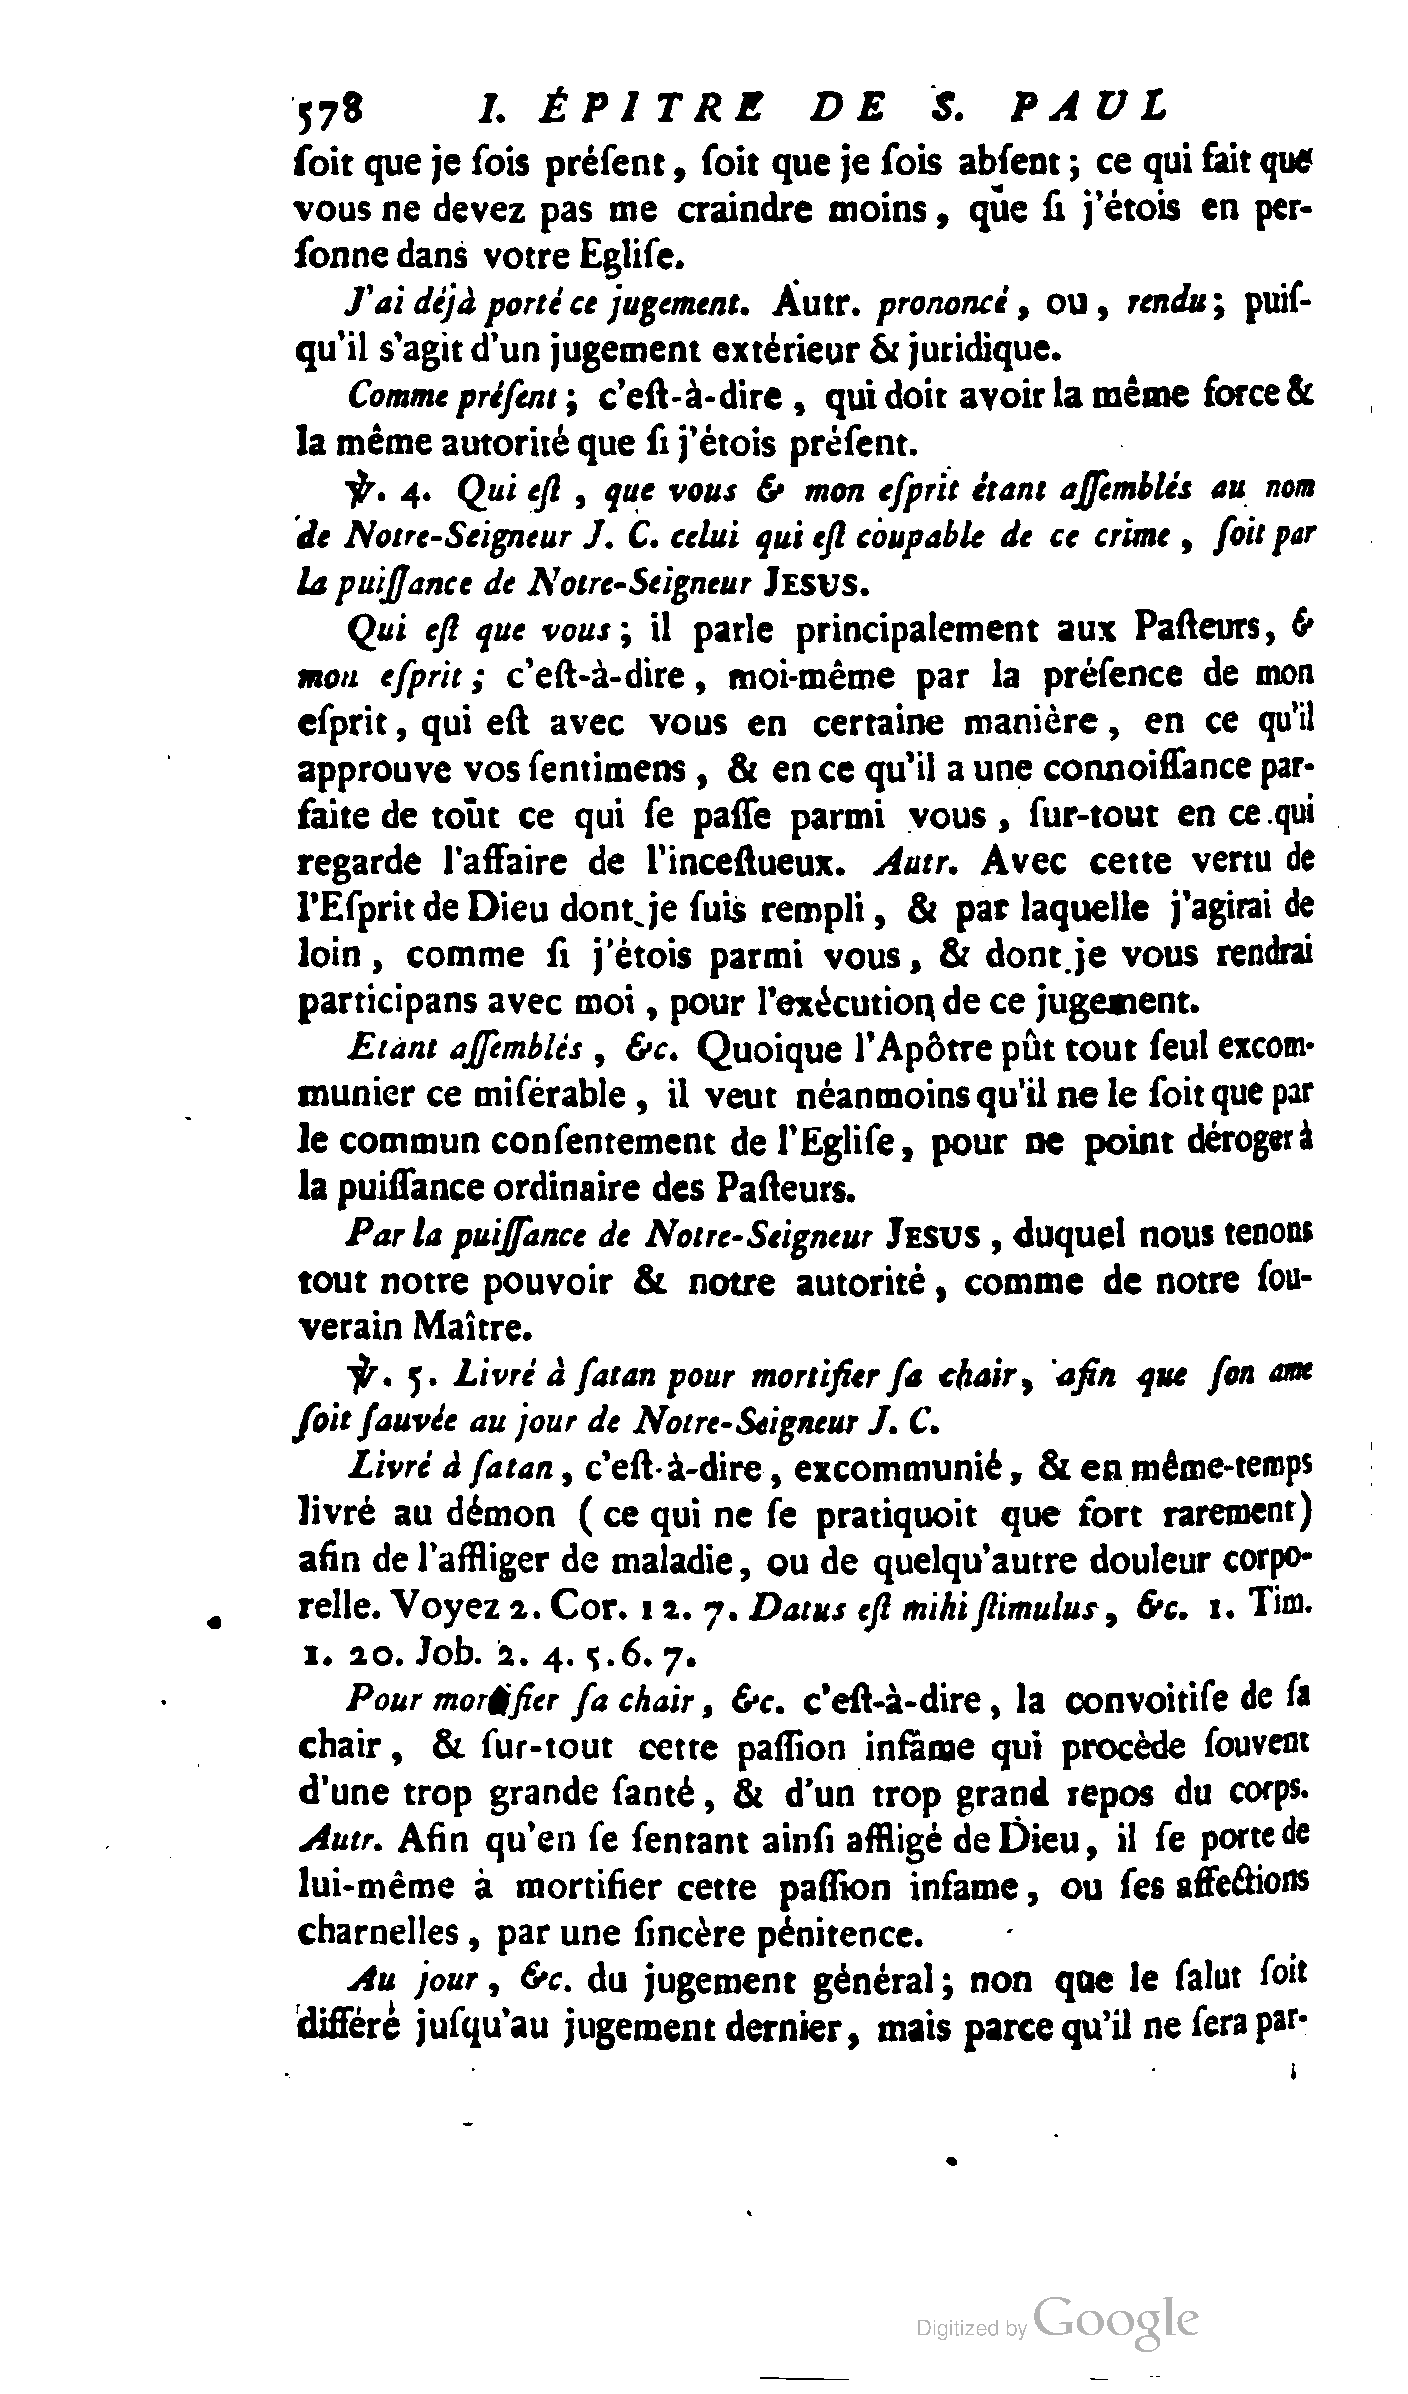 578 I. ÉPITRE DE S. PAUL
ſoit que je ſois préſent, ſoit que je ſois abſent; ce qui fait que
vous ne devez pas me craindre moins, que ſi j'étois en per-
ſonne dans votre Egliſe.
J'ai déjà porté ce jugement. Autr. prononcé, ou, rendu; puiſ-
qu'il s'agit d'un jugement extérieur & juridique.
Comme préſent; c'eſt-à-dire, qui doit avoir la même force &
la même autorité que ſi j'étois préſent.
℣. 4. Qui eſt, que vous & mon eſprit étant aſſemblés au nom
de Notre-Seigneur J. C. celui qui eſt coupable de ce crime, ſoit par
la puiſſance de Notre-Seigneur JESUS.
Qui eſt que vous; il parle principalement aux Paſteurs, &
mon eſprit; c'eſt-à-dire, moi-même par la préſence de mon
eſprit, qui eſt avec vous en certaine manière, en ce qu'il
approuve vos ſentimens, & en ce qu'il a une connoiſſance par-
faite de tout ce qui ſe paſſe parmi vous, ſur-tout en ce qui
regarde l'affaire de l'inceſtueux. Autr. Avec cette vertu de
l'Eſprit de Dieu dont je ſuis rempli, & par laquelle j'agirai de
loin, comme ſi j'étois parmi vous, & dont je vous rendrai
participans avec moi, pour l'exécution de ce jugement.
Etant aſſemblés, &c. Quoique l'Apôtre pût tout ſeul excom-
munier ce miſérable, il veut néanmoins qu'il ne le ſoit que par
le commun conſentement de l'Egliſe, pour ne point déroger à
la puiſſance ordinaire des Paſteurs.
Par la puiſſance de Notre-Seigneur JESUS, duquel nous tenons
tout notre pouvoir & notre autorité, comme de notre ſou-
verain Maître.
℣. 5. Livré à ſatan pour mortifier ſa chair, afin que ſon ame
ſoit ſauvée au jour de Notre-Seigneur J. C.
Livré à ſatan, c'eſt-à-dire, excommunié, & en même-temps
livré au démon (ce qui ne ſe pratiquoit que fort rarement)
afin de l'affliger de maladie, ou de quelqu'autre douleur corpo-
relle. Voyez 2. Cor. 12. 7. Datus eſt mihi ſtimulus, &c. 1. Tim.
1. 20. Job. 2. 4. 5. 6. 7.
Pour mortifier ſa chair, &c. c'eſt-à-dire, la convoitiſe de ſa
chair, & ſur-tout cette paſſion infâme qui procède ſouvent
d'une trop grande ſanté, & d'un trop grand repos du corps.
Autr. Afin qu'en ſe ſentant ainſi affligé de Dieu, il ſe porte de
lui-même à mortifier cette paſſion infame, ou ſes affections
charnelles, par une ſincère pénitence.
Au jour, &c. du jugement général; non que le ſalut ſoit
différé juſqu'au jugement dernier, mais parce qu'il ne ſera par-
Digitized by Google